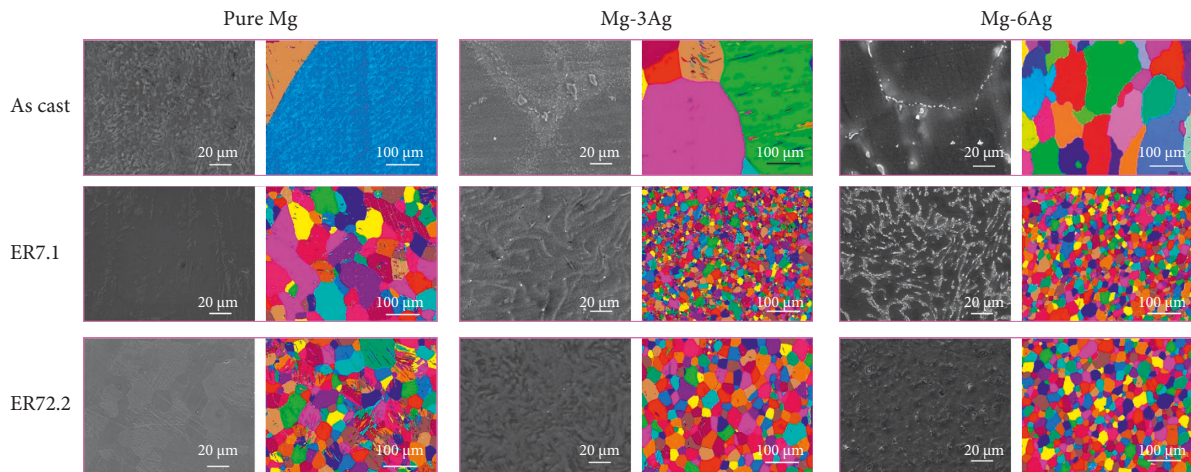 Pure Mg Mg-3Ag Mg-6Ag
As cast 20 µm 100 µm 20 µm 100 µm 20 µm 100 µm
ER7.1 20 µm 100 µm 20 µm 100 µm 20 µm 100 µm
ER72.2 20 µm 100 µm 20 µm 100 µm 20 µm 100 µm